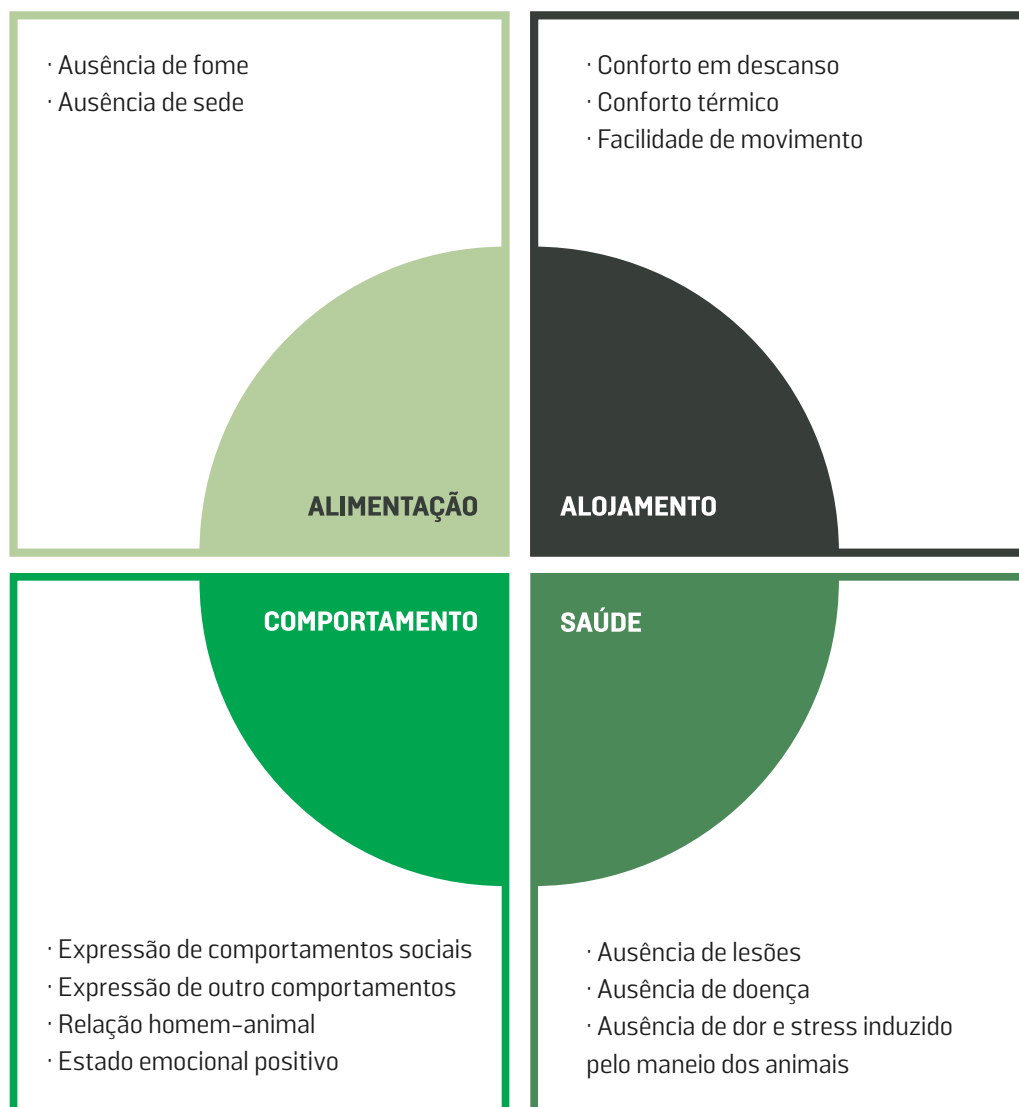 · Ausência de fome
· Ausência de sede
ALIMENTAÇÃO
· Conforto em descanso
· Conforto térmico
· Facilidade de movimento
ALOJAMENTO
COMPORTAMENTO
· Expressão de comportamentos sociais
· Expressão de outro comportamentos
· Relação homem-animal
· Estado emocional positivo
SAÚDE
· Ausência de lesões
· Ausência de doença
· Ausência de dor e stress induzido
pelo maneio dos animais